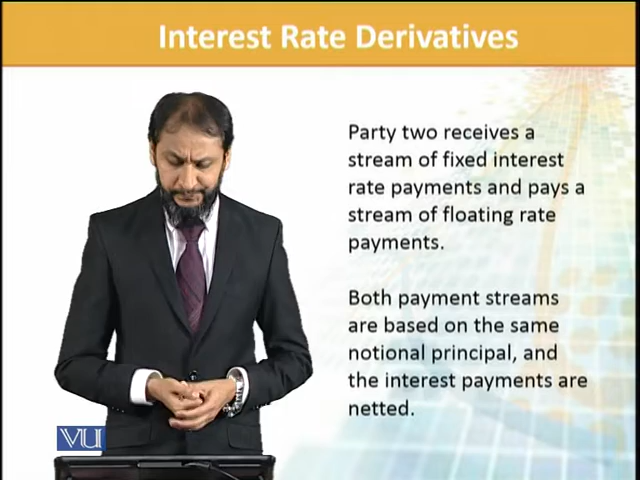 Interest Rate Derivatives
Party two receives a
stream of fixed interest
rate payments and pays a
stream of floating rate
payments.
Both payment streams
are based on the same
notional principal, and
the interest payments are
netted.
VU